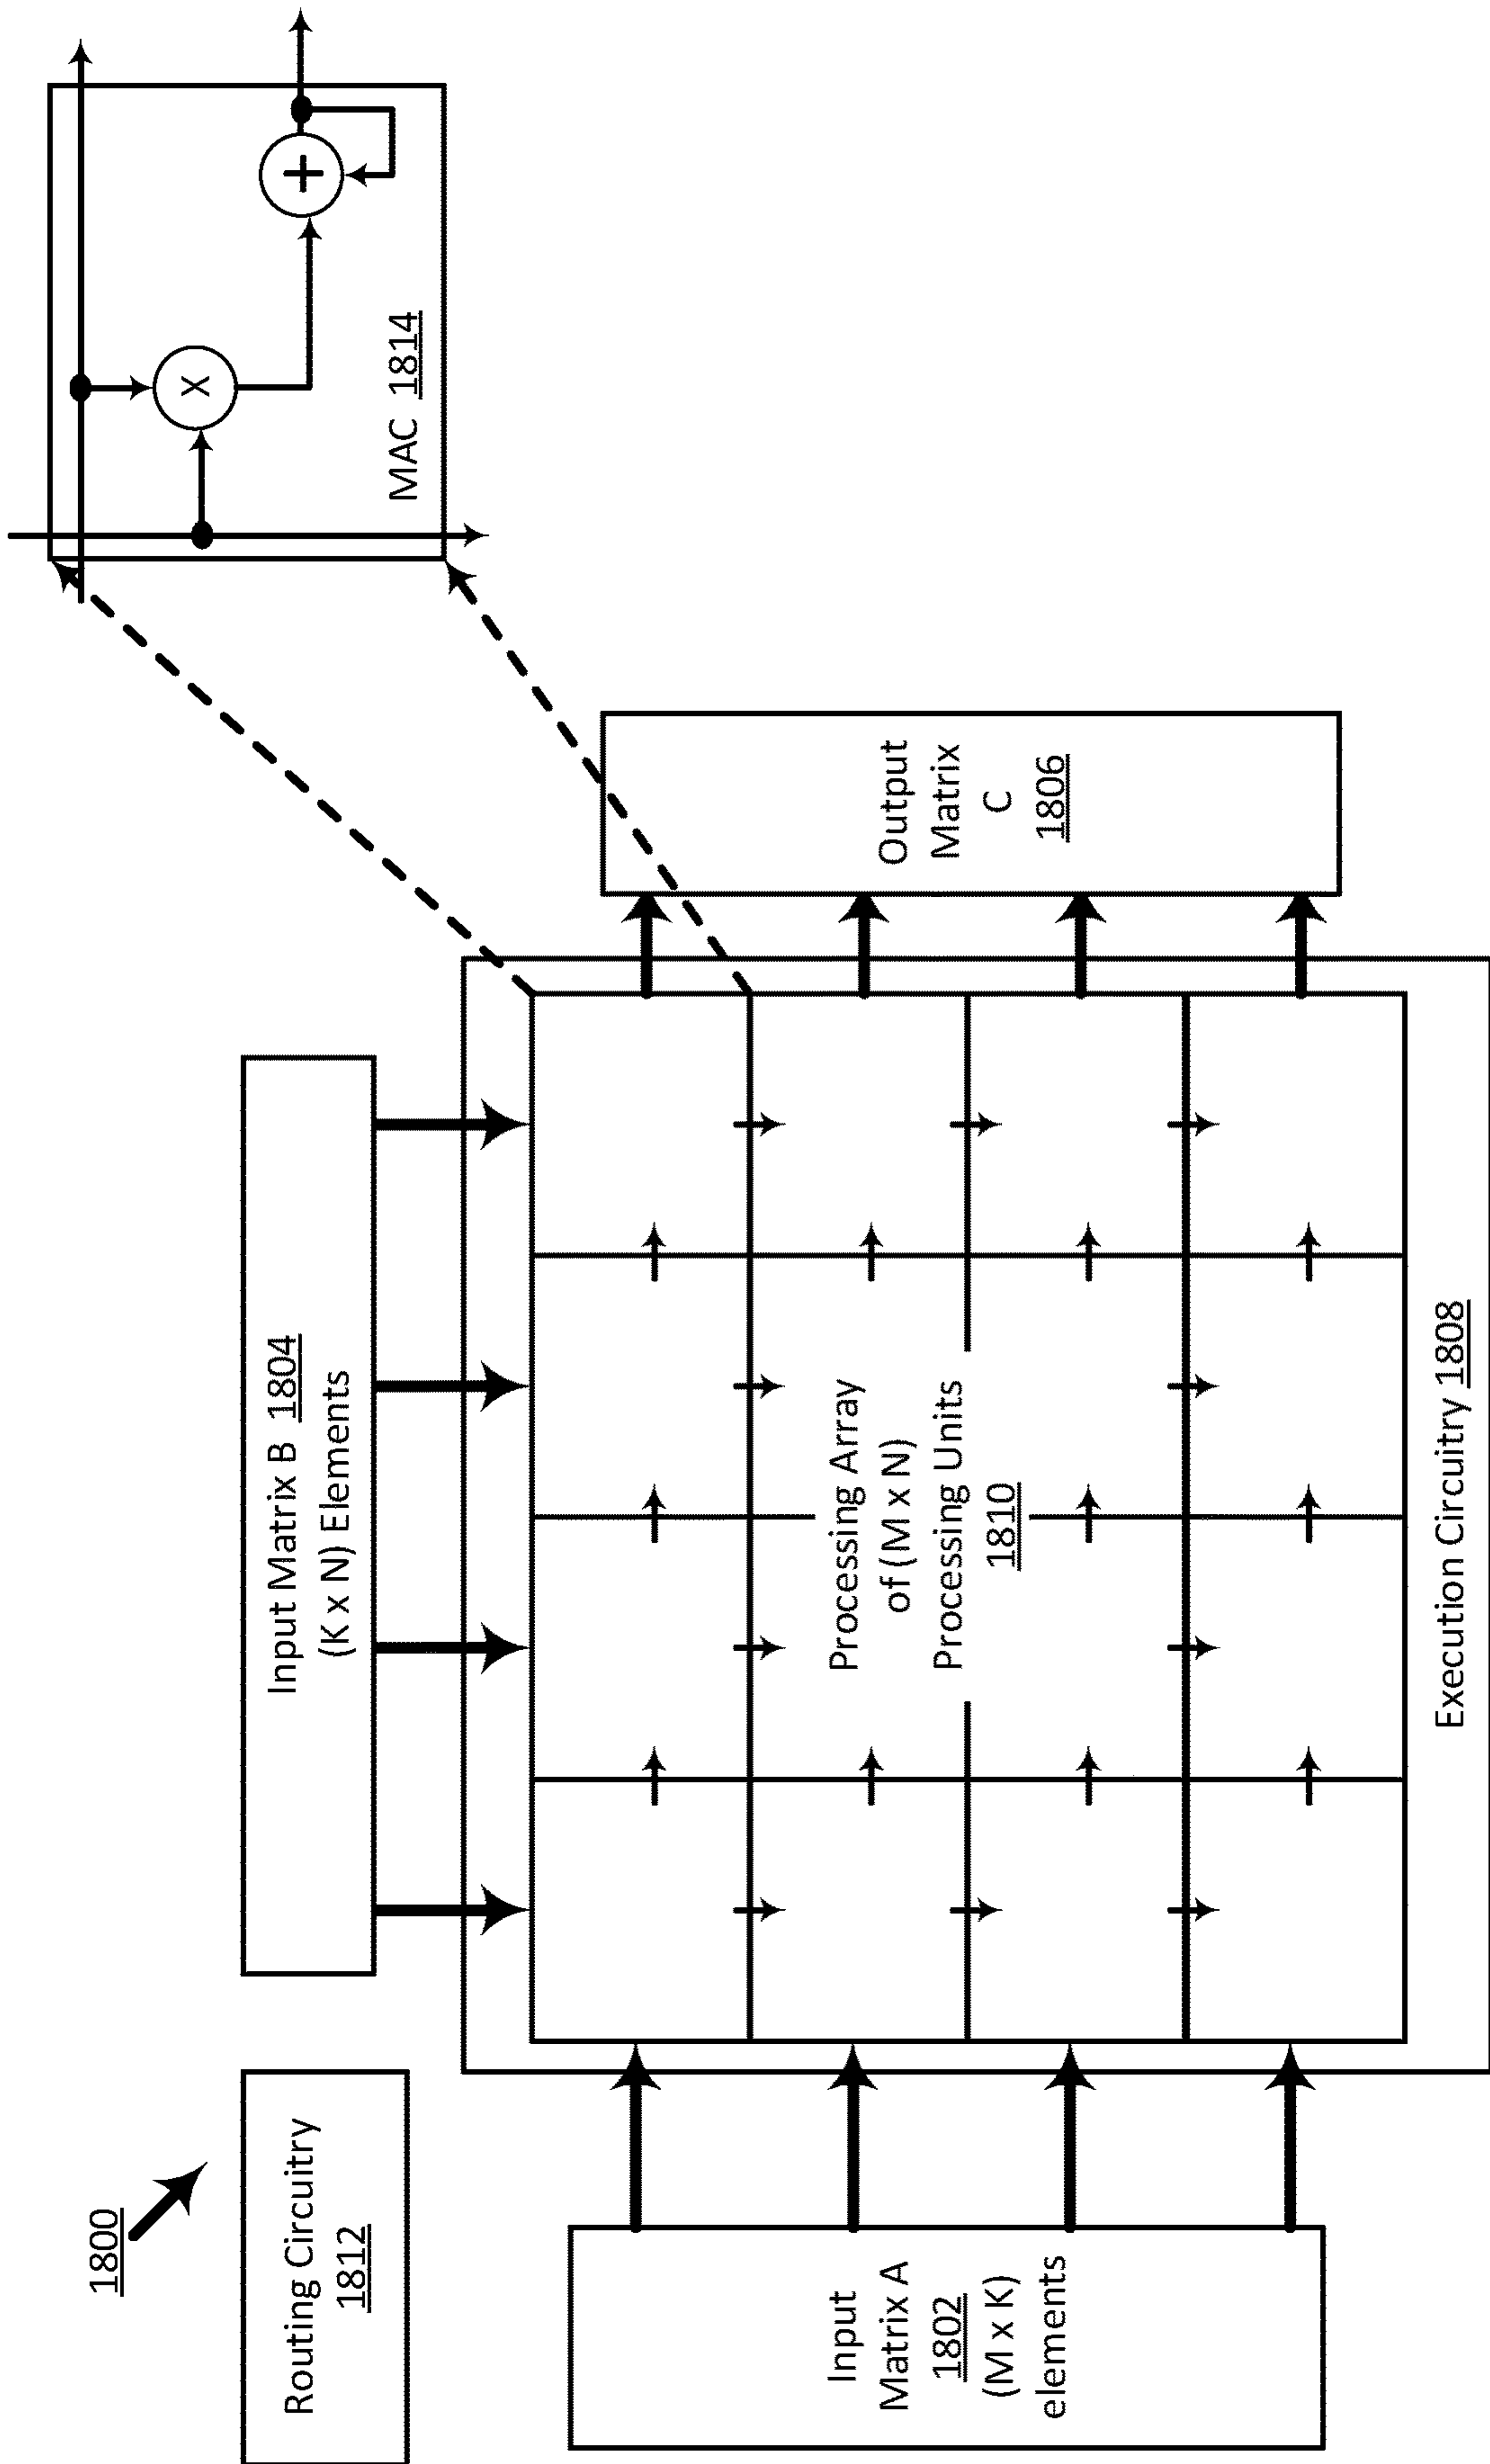 1800
Routing Circuitry
1812
Input Matrix B 1804
(K x N) Elements
Input
Matrix A
1802
(M x K)
elements
Processing Array
of (M x N)
Processing Units
1810
Execution Circuitry 1808
Output
Matrix
C
1806
X
+
MAC 1814